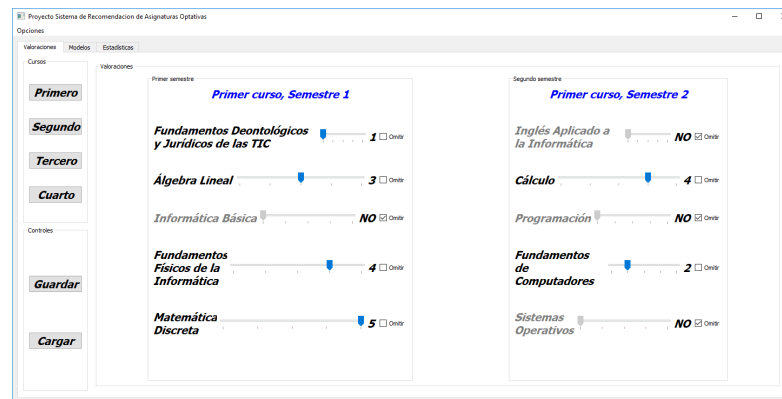 Proyecto Sistema de Recomendacion de Asignaturas Optativas
Opciones
Valoraciones Modelos Estadísticas
Cursos
Primero
Segundo
Tercero
Cuarto
Controles
Guardar
Cargar
Valoraciones
Primer semestre
Primer curso, Semestre 1
Fundamentos Deontológicos
y Jurídicos de las TIC
1 Omitir
Álgebra Lineal 3 Omitir
Informática Básica NO Omitir
Fundamentos
Físicos de la
Informática
4 Omitir
Matemática
Discreta
5 Omitir
Segundo semestre
Primer curso, Semestre 2
Inglés Aplicado a
la Informática
NO Omitir
Cálculo 4 Omitir
Programación NO Omitir
Fundamentos
de
Computadores
2 Omitir
Sistemas
Operativos
NO Omitir